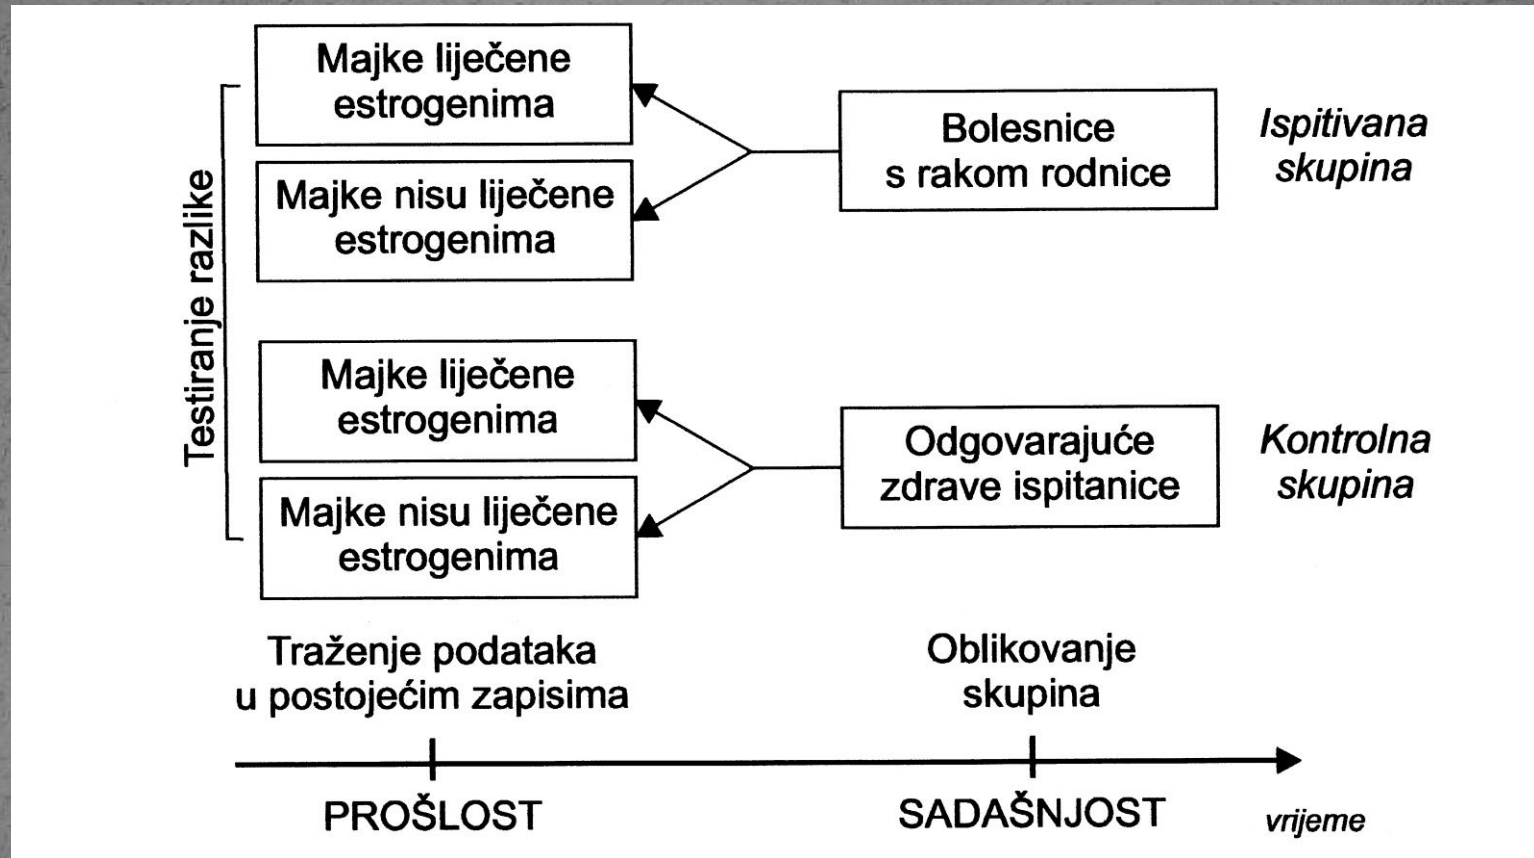 Majke liječene
estrogenima
Majke nisu liječene
estrogenima
Bolesnice
s rakom rodnice
Ispitivana
skupina
Testiranje razlike
Majke liječene
estrogenima
Majke nisu liječene
estrogenima
Odgovarajuće
zdrave ispitanice
Kontrolna
skupina
Traženje podataka
u postojećim zapisima
Oblikovanje
skupina
PROŠLOST
SADAŠNJOST
vrijeme